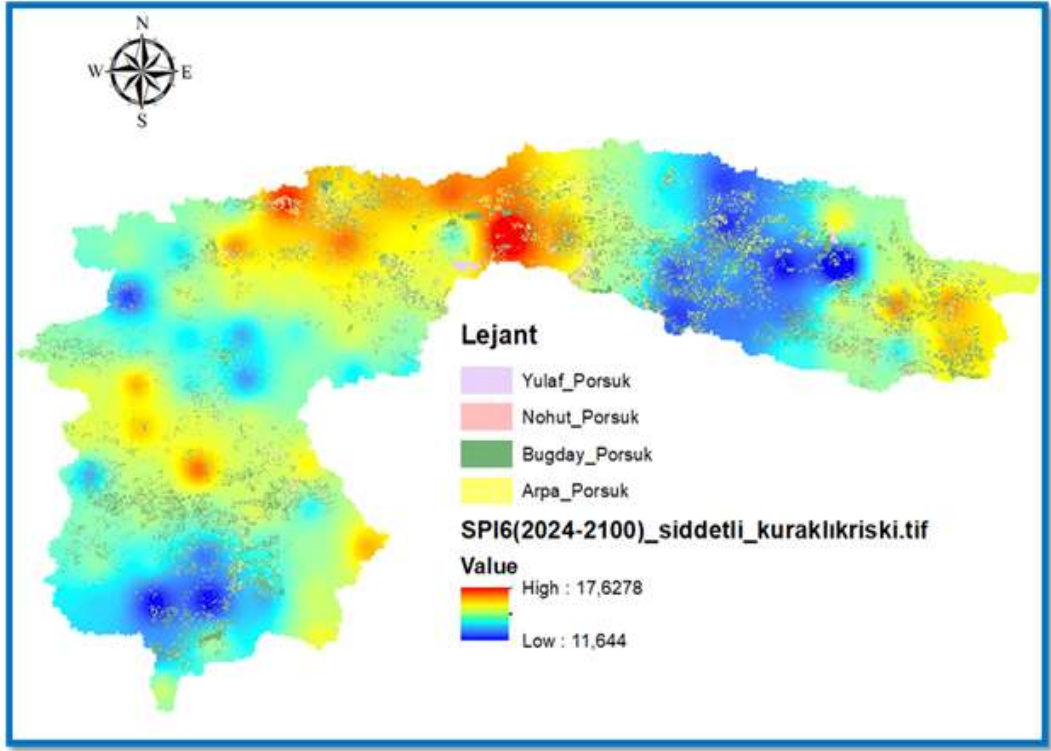 N
W E
S
Lejant
Yulaf_Porsuk
Nohut_Porsuk
Bugday_Porsuk
Arpa_Porsuk
SPI6(2024-2100)_siddetli_kuraklıkriski.tif
Value
High : 17,6278
Low : 11,644